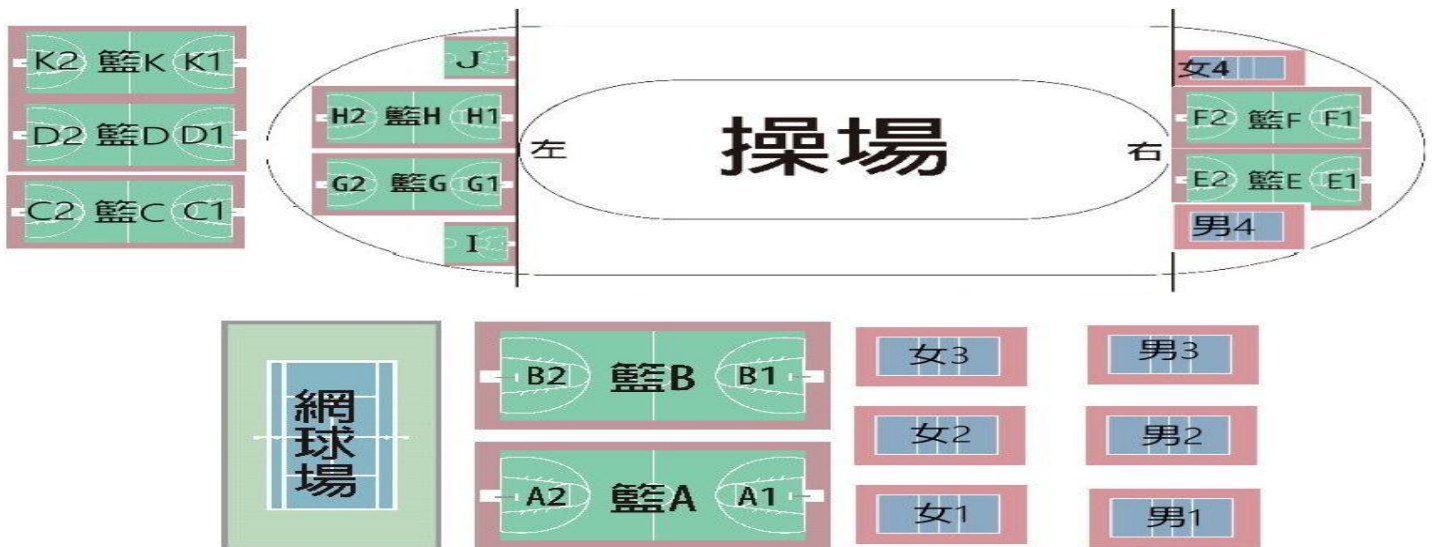 K2 籃K K1
D2 籃D D1
C2 籃C C1
J
H2 籃H H1
G2 籃G G1
I
左
操場
右
女4
F2 籃F F1
E2 籃E E1
男4
網球場
B2 籃B B1
A2 籃A A1
女3
男3
女2
男2
女1
男1